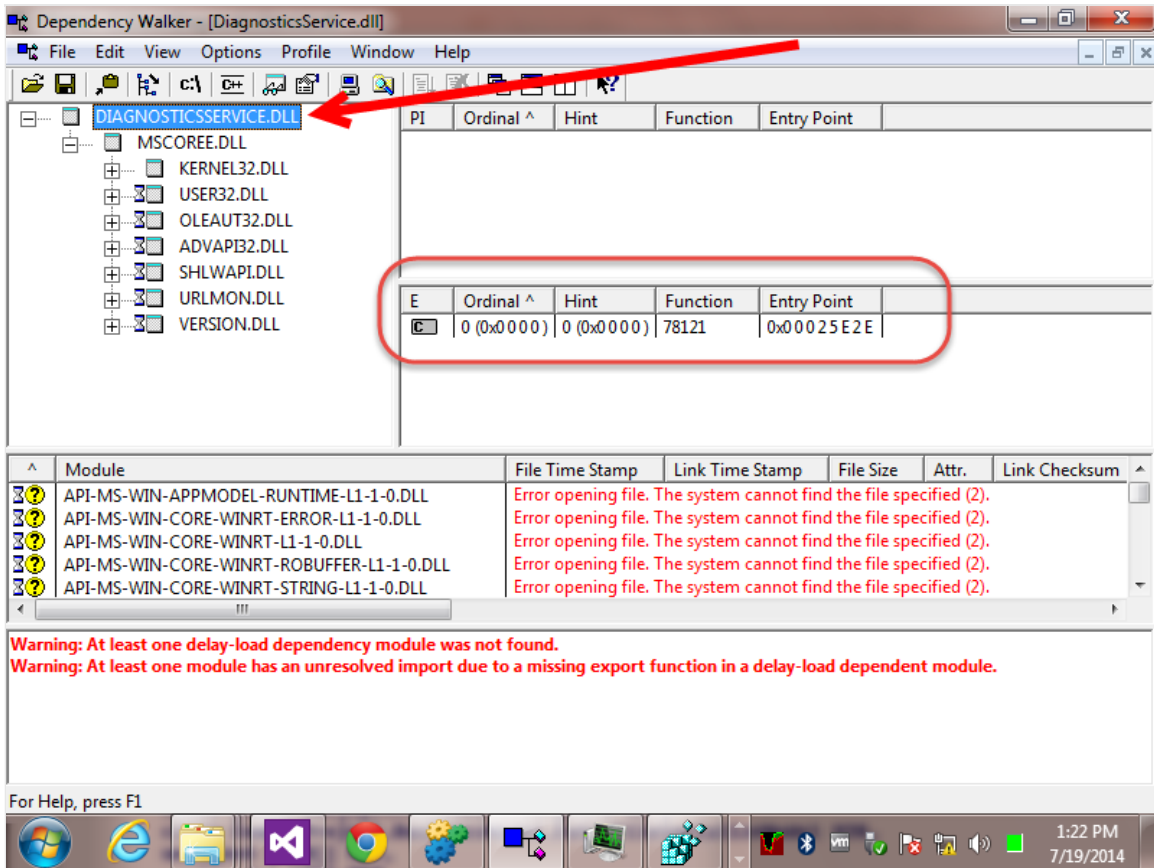 Dependency Walker - [DiagnosticsService.dll]
File Edit View Options Profile Window Help
c:\ C++
DIAGNOSTICSSERVICE.DLL
MSCOREE.DLL
KERNEL32.DLL
USER32.DLL
OLEAUT32.DLL
ADVAPI32.DLL
SHLWAPI.DLL
URLMON.DLL
VERSION.DLL
PI Ordinal ^ Hint Function Entry Point
E Ordinal ^ Hint Function Entry Point
C 0 (0x0000) 0 (0x0000) 78121 0x00025E2E
^ Module File Time Stamp Link Time Stamp File Size Attr. Link Checksum
API-MS-WIN-APPMODEL-RUNTIME-L1-1-0.DLL Error opening file. The system cannot find the file specified (2).
API-MS-WIN-CORE-WINRT-ERROR-L1-1-0.DLL Error opening file. The system cannot find the file specified (2).
API-MS-WIN-CORE-WINRT-L1-1-0.DLL Error opening file. The system cannot find the file specified (2).
API-MS-WIN-CORE-WINRT-ROBUFFER-L1-1-0.DLL Error opening file. The system cannot find the file specified (2).
API-MS-WIN-CORE-WINRT-STRING-L1-1-0.DLL Error opening file. The system cannot find the file specified (2).
Warning: At least one delay-load dependency module was not found.
Warning: At least one module has an unresolved import due to a missing export function in a delay-load dependent module.
For Help, press F1
vm
1:22 PM
7/19/2014